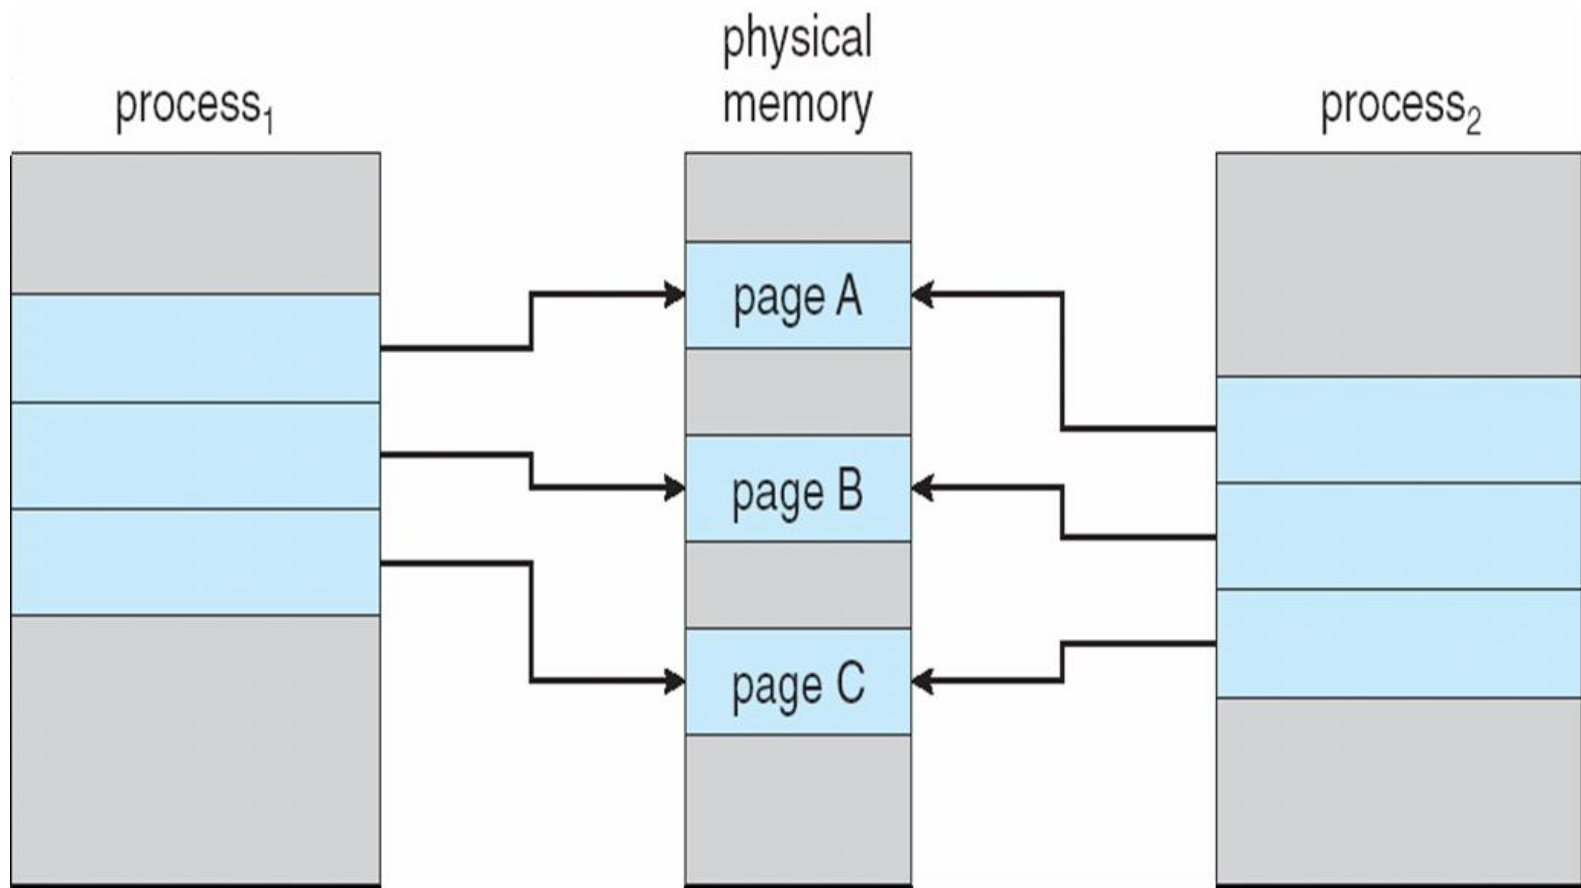 physical
memory
process₁
process₂
page A
page B
page C